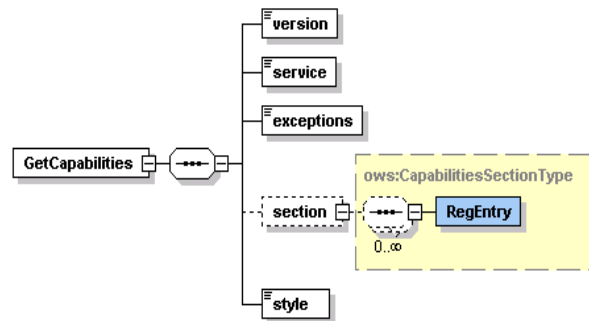 version
service
exceptions
GetCapabilities
ows:CapabilitiesSectionType
section
RegEntry
0..∞
style